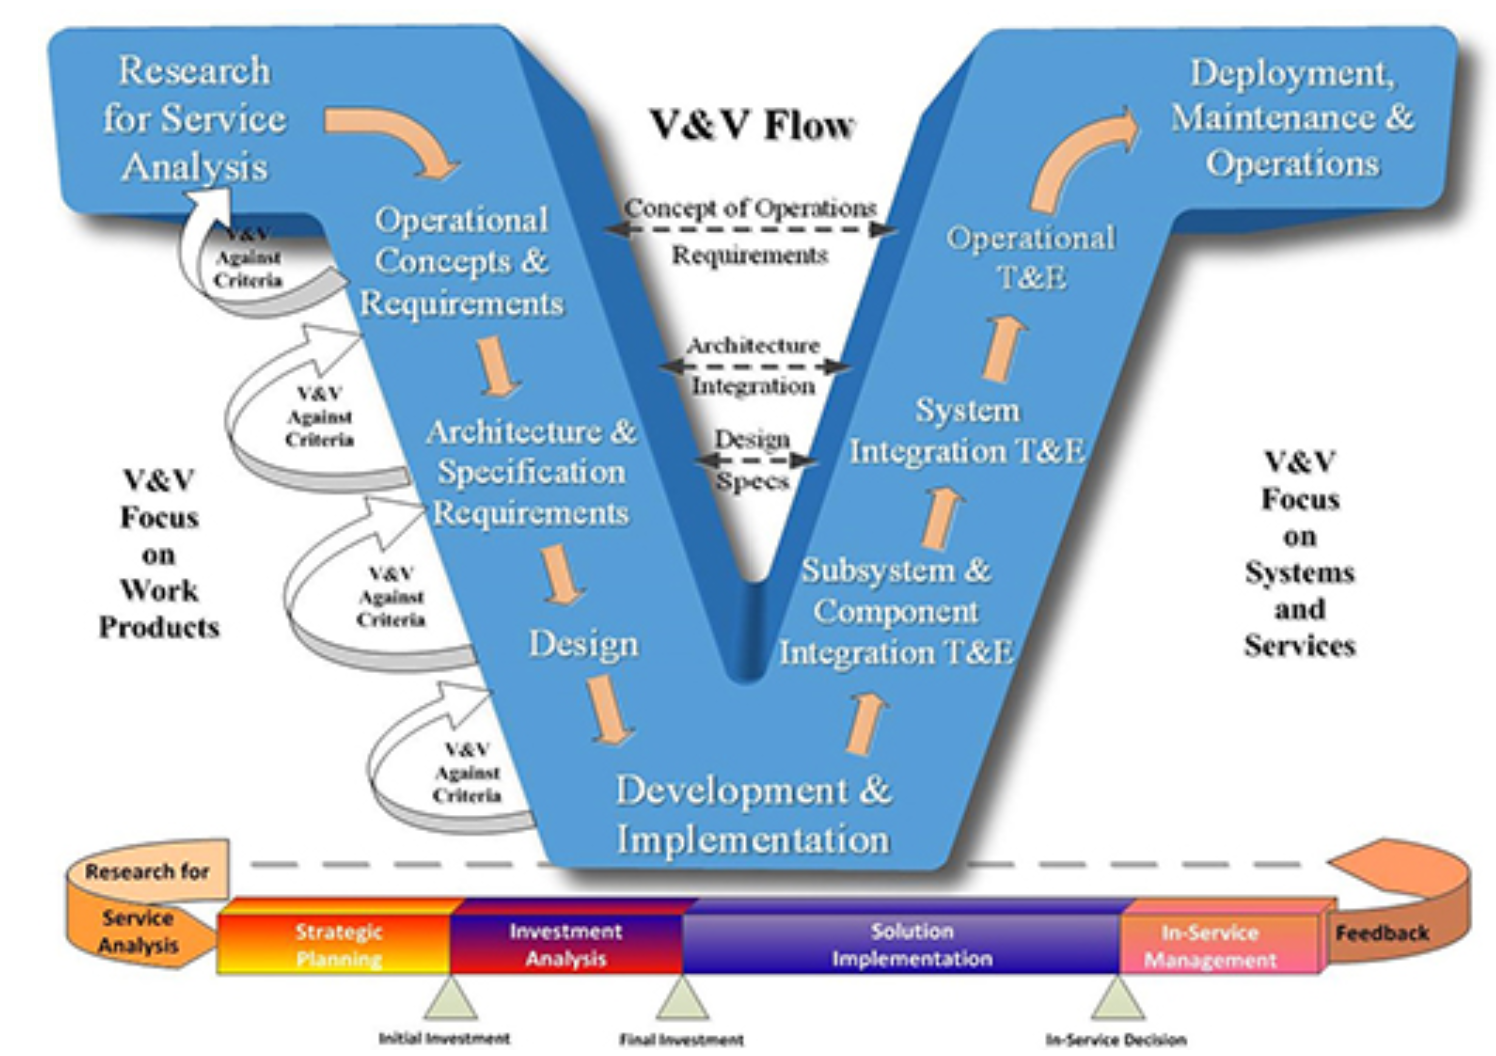 Research
for Service
Analysis
V&V Flow
Deployment,
Maintenance &
Operations
Operational
Concepts &
Requirements
Concept of Operations
Requirements
Operational
T&E
V&V
Against
Criteria
Architecture
Integration
V&V
Against
Criteria
Architecture &
Specification
Requirements
Design
Specs
System
Integration T&E
V&V
Focus
on
Work
Products
V&V
Focus
on
Systems
and
Services
V&V
Against
Criteria
Subsystem &
Component
Integration T&E
Design
V&V
Against
Criteria
Development &
Implementation
Research for
Service
Analysis
Strategic
Planning
Investment
Analysis
Solution
Implementation
In-Service
Management
Feedback
Initial Investment
Final Investment
In-Service Decision